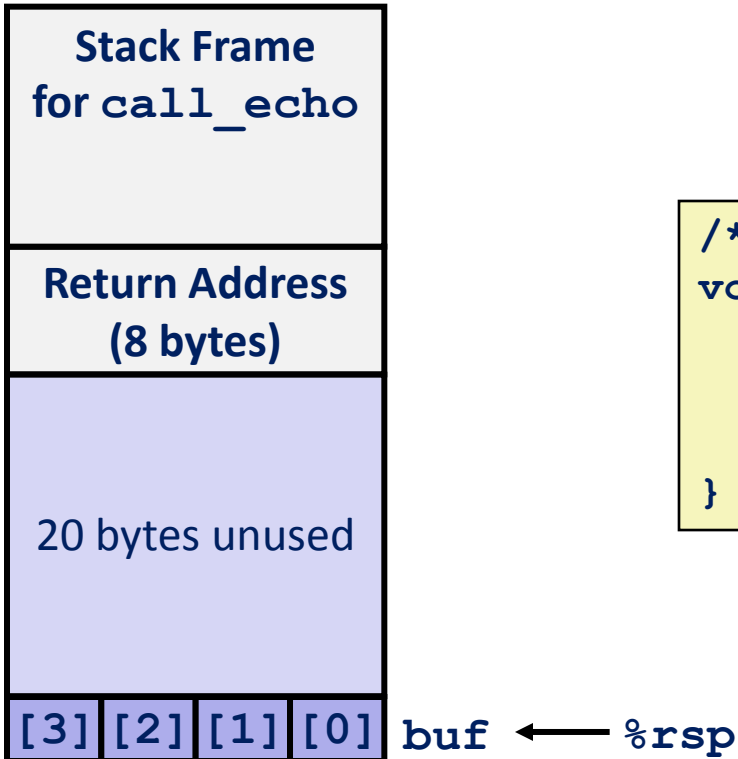 Stack Frame
for call_echo
Return Address
(8 bytes)
20 bytes unused
[3] [2] [1] [0] buf %rsp
/*
}